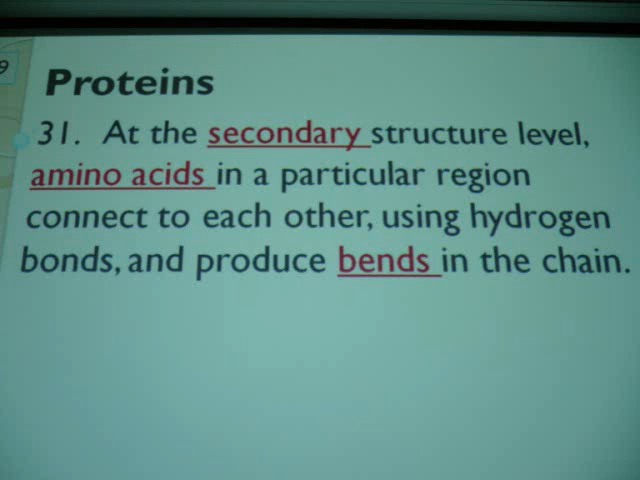 9
Proteins
31. At the secondary structure level,
amino acids in a particular region
connect to each other, using hydrogen
bonds, and produce bends in the chain.